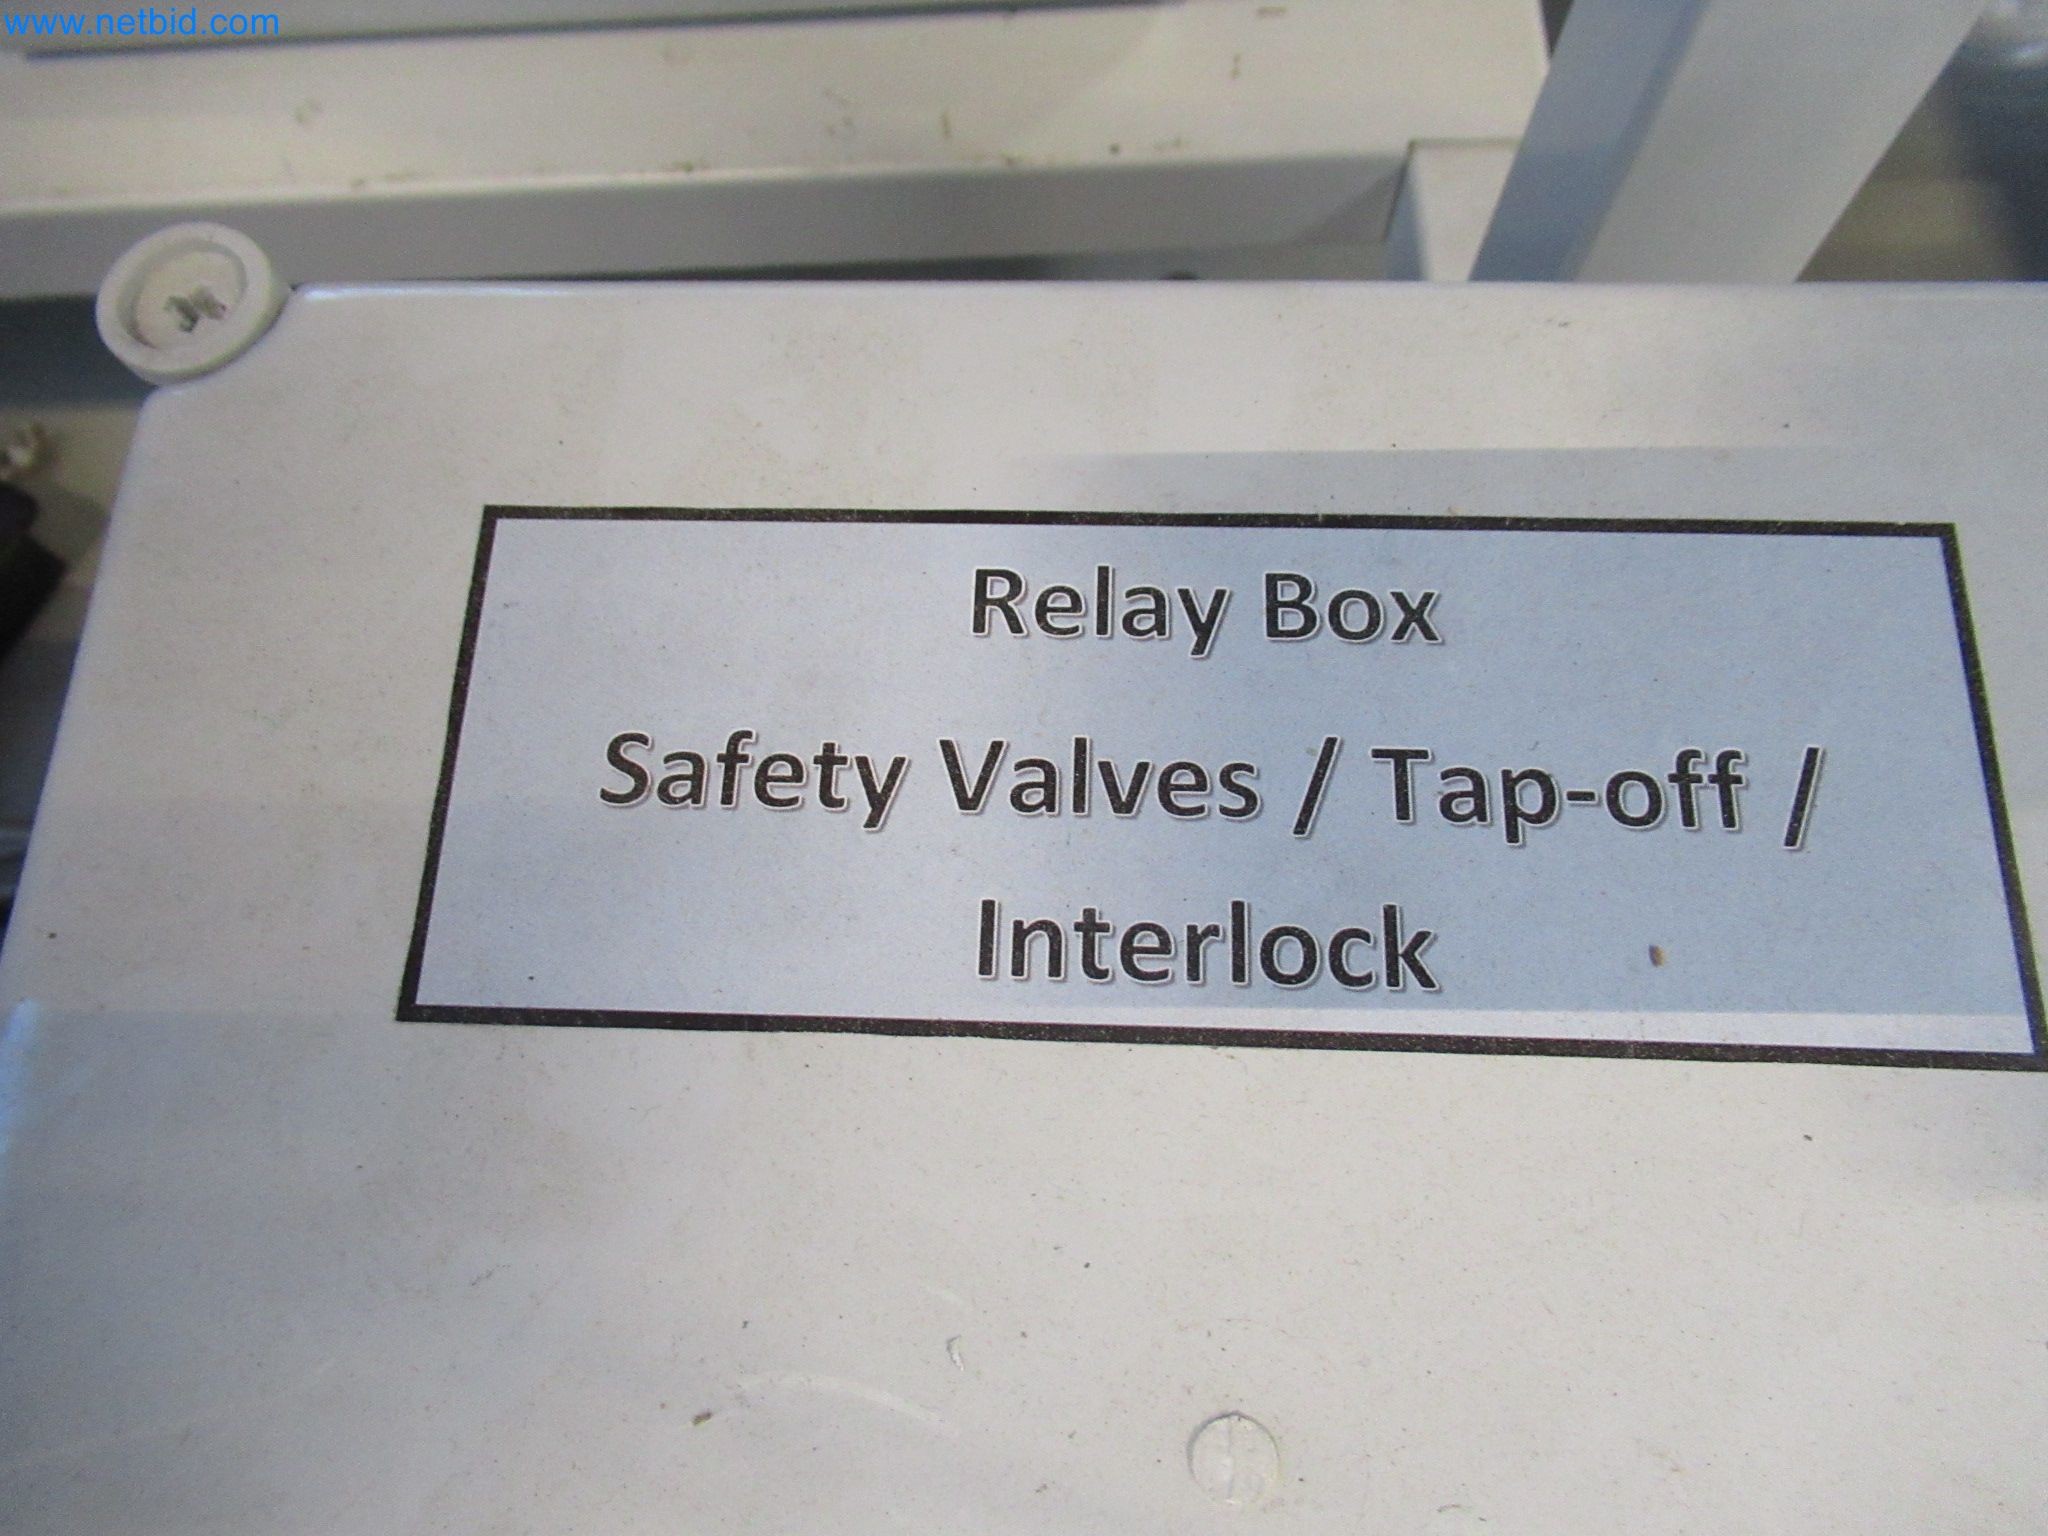 www.netbid.com
Relay Box
Safety Valves / Tap-off /
Interlock